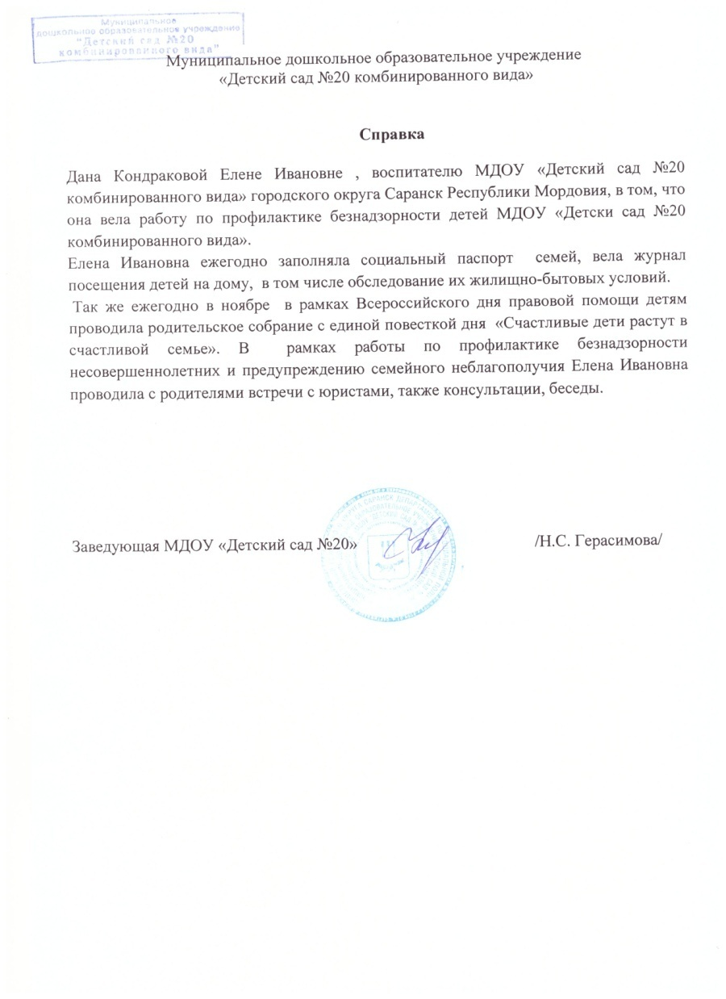 Муниципальное
дошкольное образовательное учреждение
"Детский сад №20
комбинированного вида"
Муниципальное дошкольное образовательное учреждение
«Детский сад №20 комбинированного вида»
Справка
Дана Кондраковой Елене Ивановне , воспитателю МДОУ «Детский сад №20
комбинированного вида» городского округа Саранск Республики Мордовия, в том, что
она вела работу по профилактике безнадзорности детей МДОУ «Детски сад №20
комбинированного вида».
Елена Ивановна ежегодно заполняла социальный паспорт семей, вела журнал
посещения детей на дому, в том числе обследование их жилищно-бытовых условий.
Так же ежегодно в ноябре в рамках Всероссийского дня правовой помощи детям
проводила родительское собрание с единой повесткой дня «Счастливые дети растут в
счастливой семье». В рамках работы по профилактике безнадзорности
несовершеннолетних и предупреждению семейного неблагополучия Елена Ивановна
проводила с родителями встречи с юристами, также консультации, беседы.
Заведующая МДОУ «Детский сад №20» /Н.С. Герасимова/